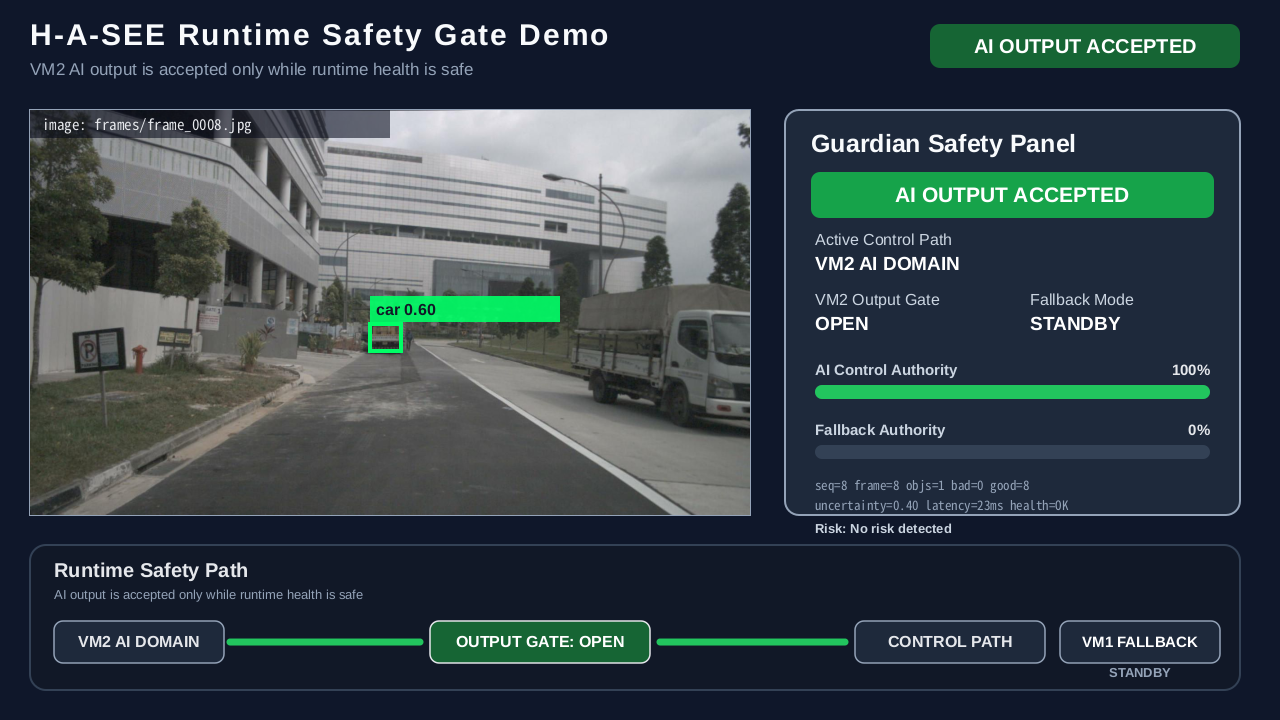 H-A-SEE Runtime Safety Gate Demo
VM2 AI output is accepted only while runtime health is safe
AI OUTPUT ACCEPTED
image: frames/frame_0008.jpg
car 0.60
Guardian Safety Panel
AI OUTPUT ACCEPTED
Active Control Path
VM2 AI DOMAIN
VM2 Output Gate
OPEN
Fallback Mode
STANDBY
AI Control Authority
100%
Fallback Authority
0%
seq=8 frame=8 objs=1 bad=0 good=8
uncertainty=0.40 latency=23ms health=OK
Risk: No risk detected
Runtime Safety Path
AI output is accepted only while runtime health is safe
VM2 AI DOMAIN
OUTPUT GATE: OPEN
CONTROL PATH
VM1 FALLBACK
STANDBY